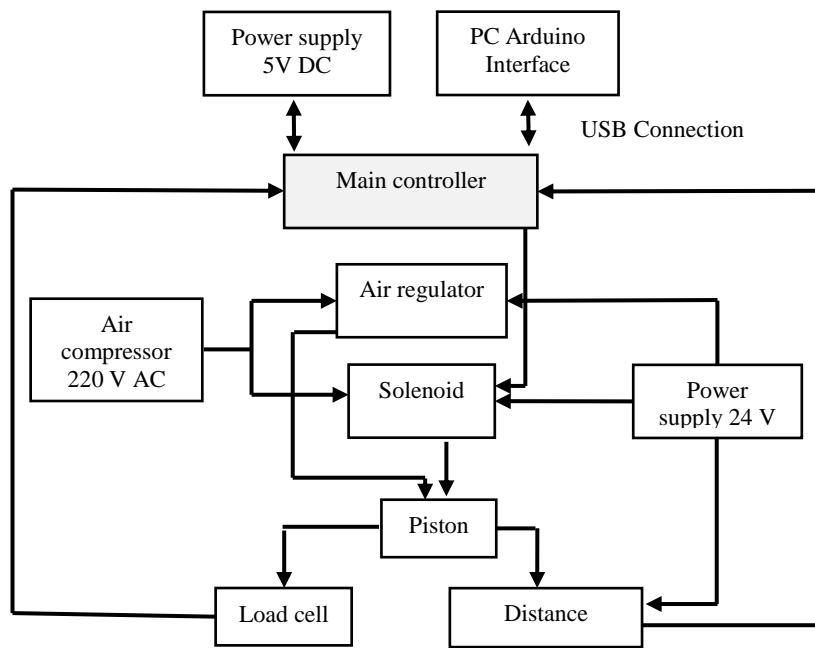 Power supply
5V DC
PC Arduino
Interface
USB Connection
Main controller
Air regulator
Air
compressor
220 V AC
Solenoid
Power
supply 24 V
Piston
Load cell
Distance